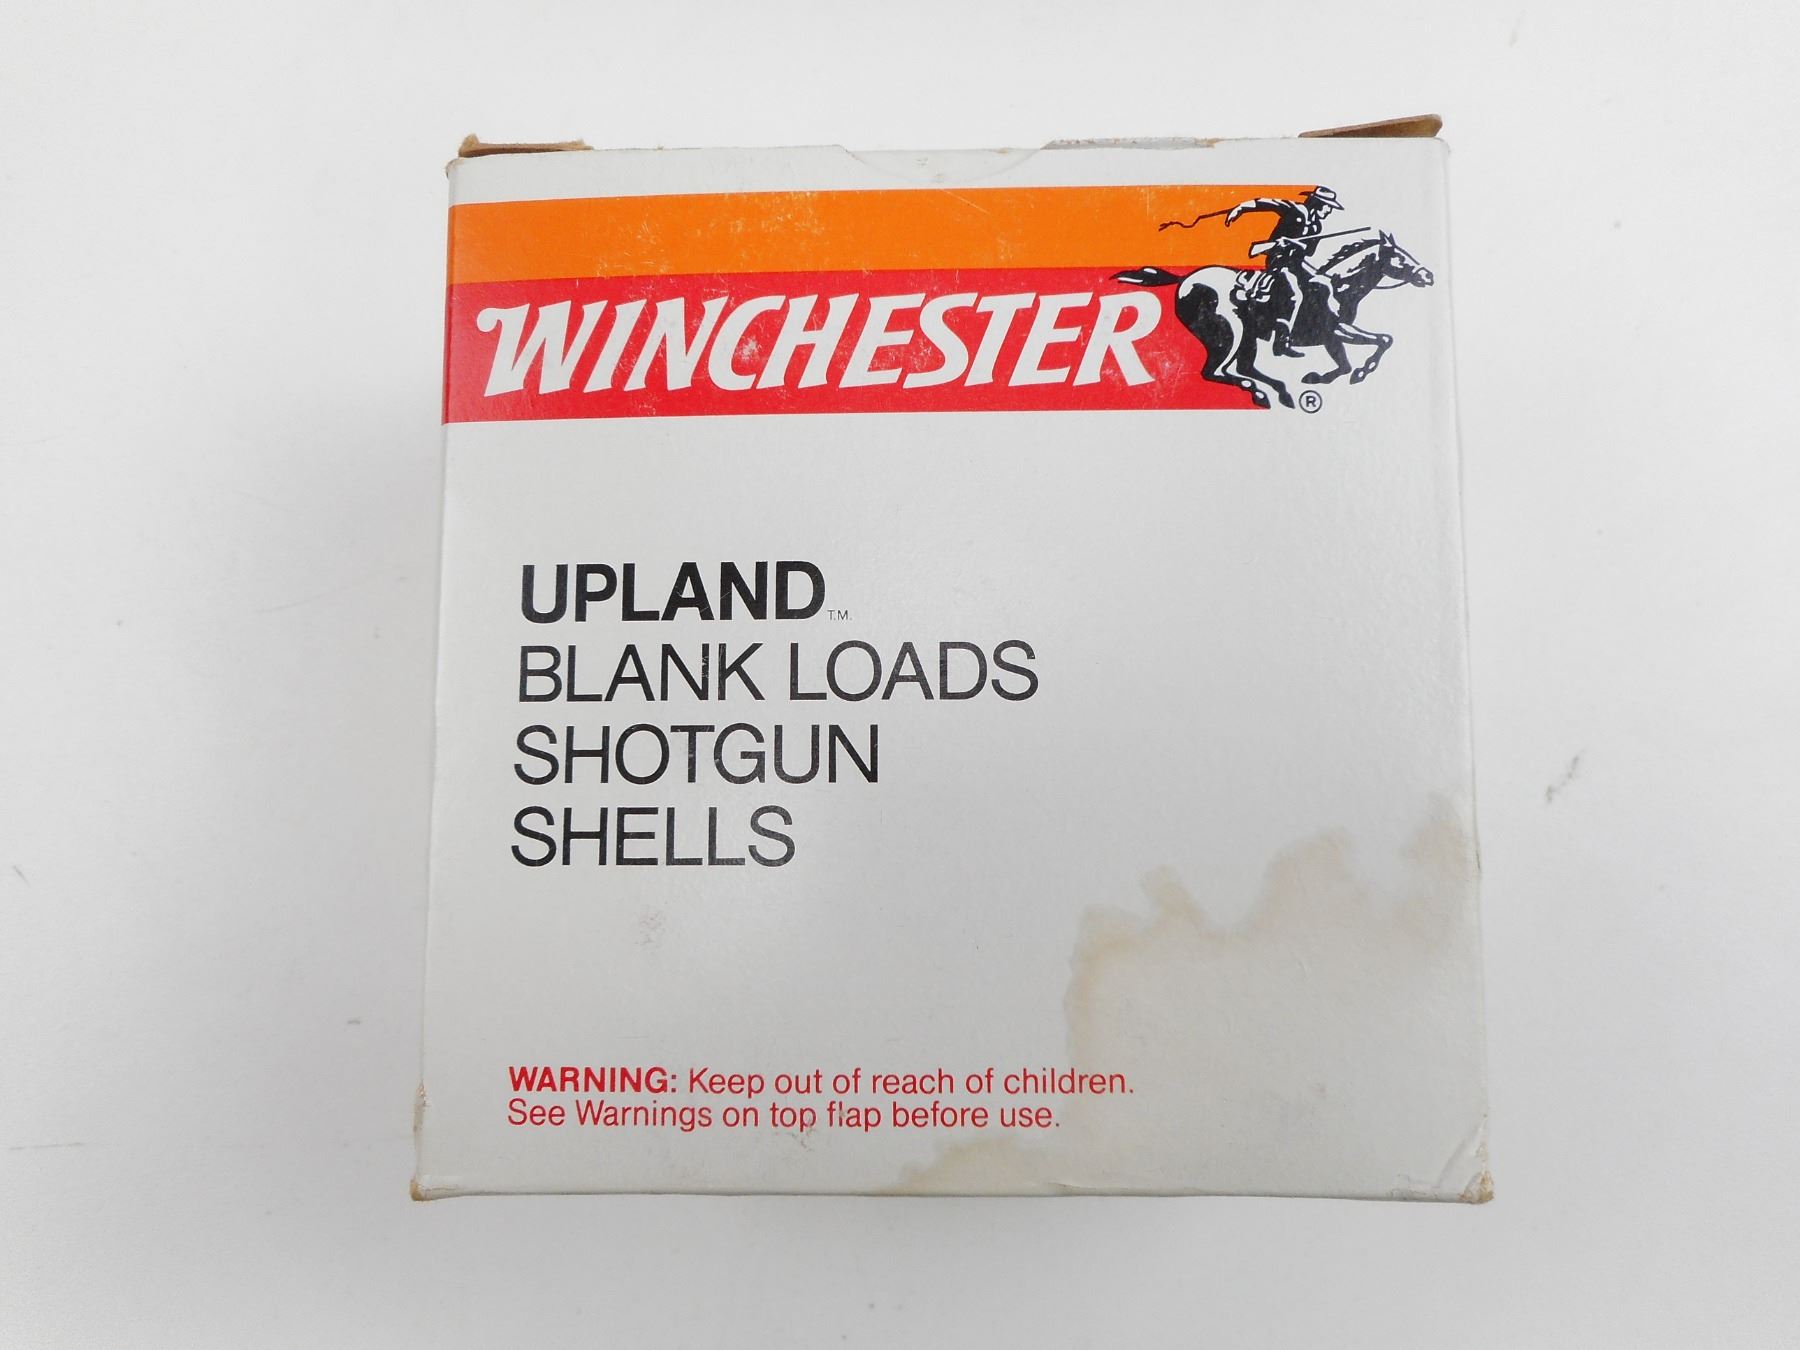 WINCHESTER
®
UPLAND T.M.
BLANK LOADS
SHOTGUN
SHELLS
WARNING: Keep out of reach of children.
See Warnings on top flap before use.